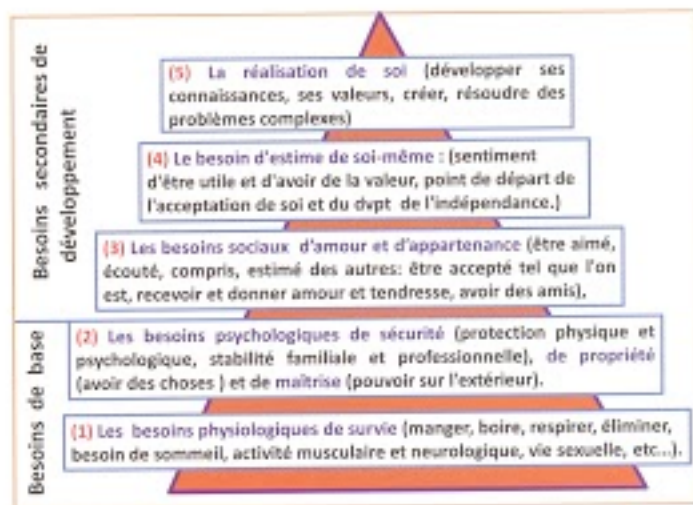 Besoins secondaires de
développement
(5) La réalisation de soi (développer ses
connaissances, ses valeurs, créer, résoudre des
problèmes complexes)
(4) Le besoin d'estime de soi-même : (sentiment
d'être utile et d'avoir de la valeur, point de départ de
l'acceptation de soi et du dvpt de l'indépendance.)
(3) Les besoins sociaux d'amour et d'appartenance (être aimé,
écouté, compris, estimé des autres: être accepté tel que l'on
est, recevoir et donner amour et tendresse, avoir des amis),
Besoins de base
(2) Les besoins psychologiques de sécurité (protection physique et
psychologique, stabilité familiale et professionnelle), de propriété
(avoir des choses ) et de maîtrise (pouvoir sur l'extérieur).
(1) Les besoins physiologiques de survie (manger, boire, respirer, éliminer,
besoin de sommeil, activité musculaire et neurologique, vie sexuelle, etc...).